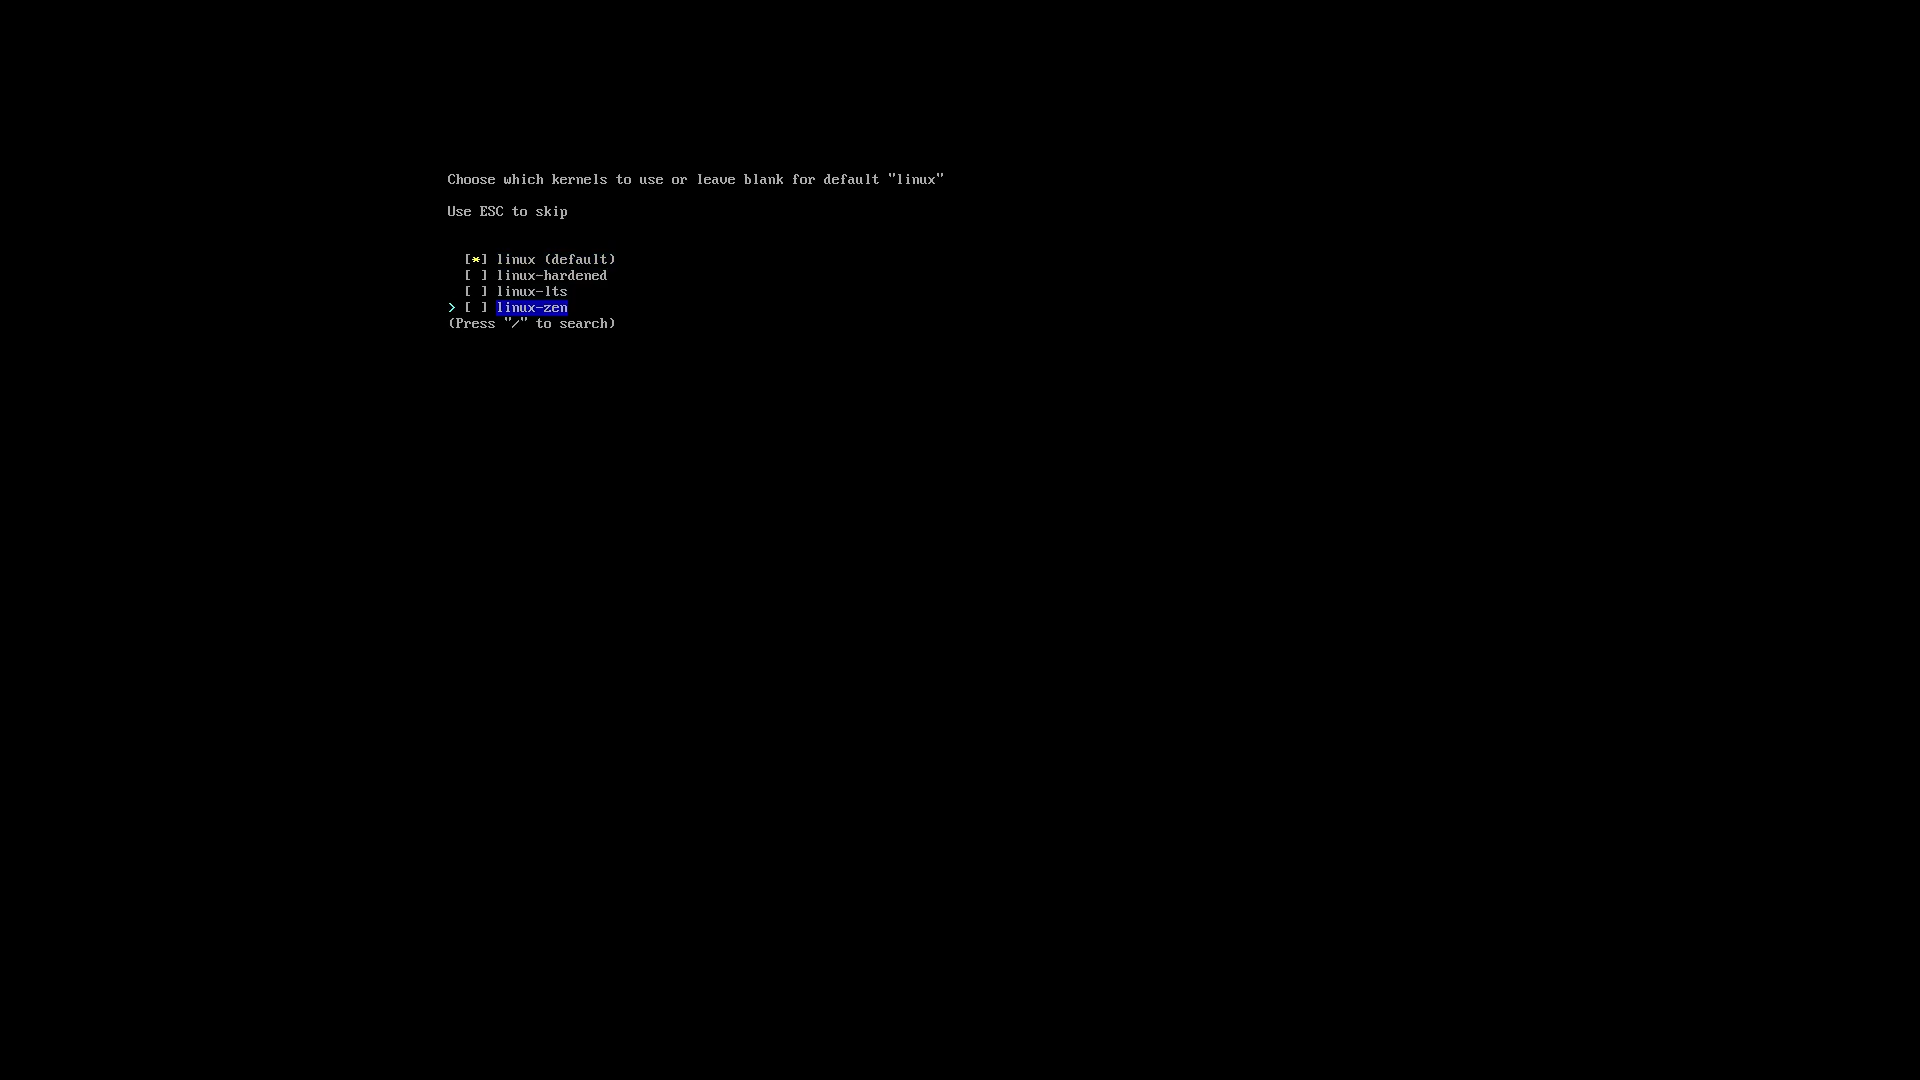 Choose which kernels to use or leave blank for default "linux"
Use ESC to skip
[*] linux (default)
[ ] linux-hardened
[ ] linux-lts
> [ ] linux-zen
(Press "/" to search)